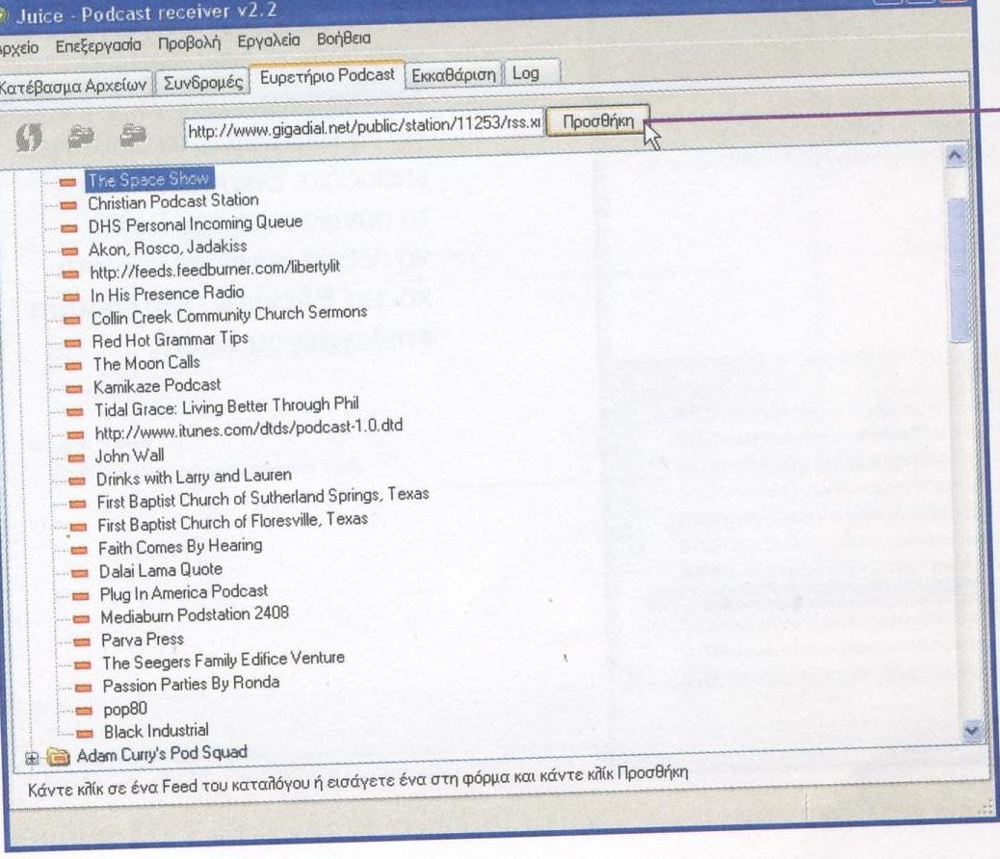 Juice - Podcast receiver v2.2
Αρχείο Επεξεργασία Προβολή Εργαλεία Βοήθεια
Κατέβασμα Αρχείων Συνδρομές Ευρετήριο Podcast Εκκαθάριση Log
http://www.gigadial.net/public/station/11253/rss.xi Προσθήκη
The Space Show
Christian Podcast Station
DHS Personal Incoming Queue
Akon, Rosco, Jadakiss
http://feeds.feedburner.com/libertylit
In His Presence Radio
Collin Creek Community Church Sermons
Red Hot Grammar Tips
The Moon Calls
Kamikaze Podcast
Tidal Grace: Living Better Through Phil
http://www.itunes.com/dtds/podcast-1.0.dtd
John Wall
Drinks with Larry and Lauren
First Baptist Church of Sutherland Springs, Texas
First Baptist Church of Floresville, Texas
Faith Comes By Hearing
Dalai Lama Quote
Plug In America Podcast
Mediaburn Podstation 2408
Parva Press
The Seegers Family Edifice Venture
Passion Parties By Ronda
pop80
Black Industrial
Adam Curry's Pod Squad
Κάντε κλίκ σε ένα Feed του καταλόγου ή εισάγετε ένα στη φόρμα και κάντε κλίκ Προσθήκη